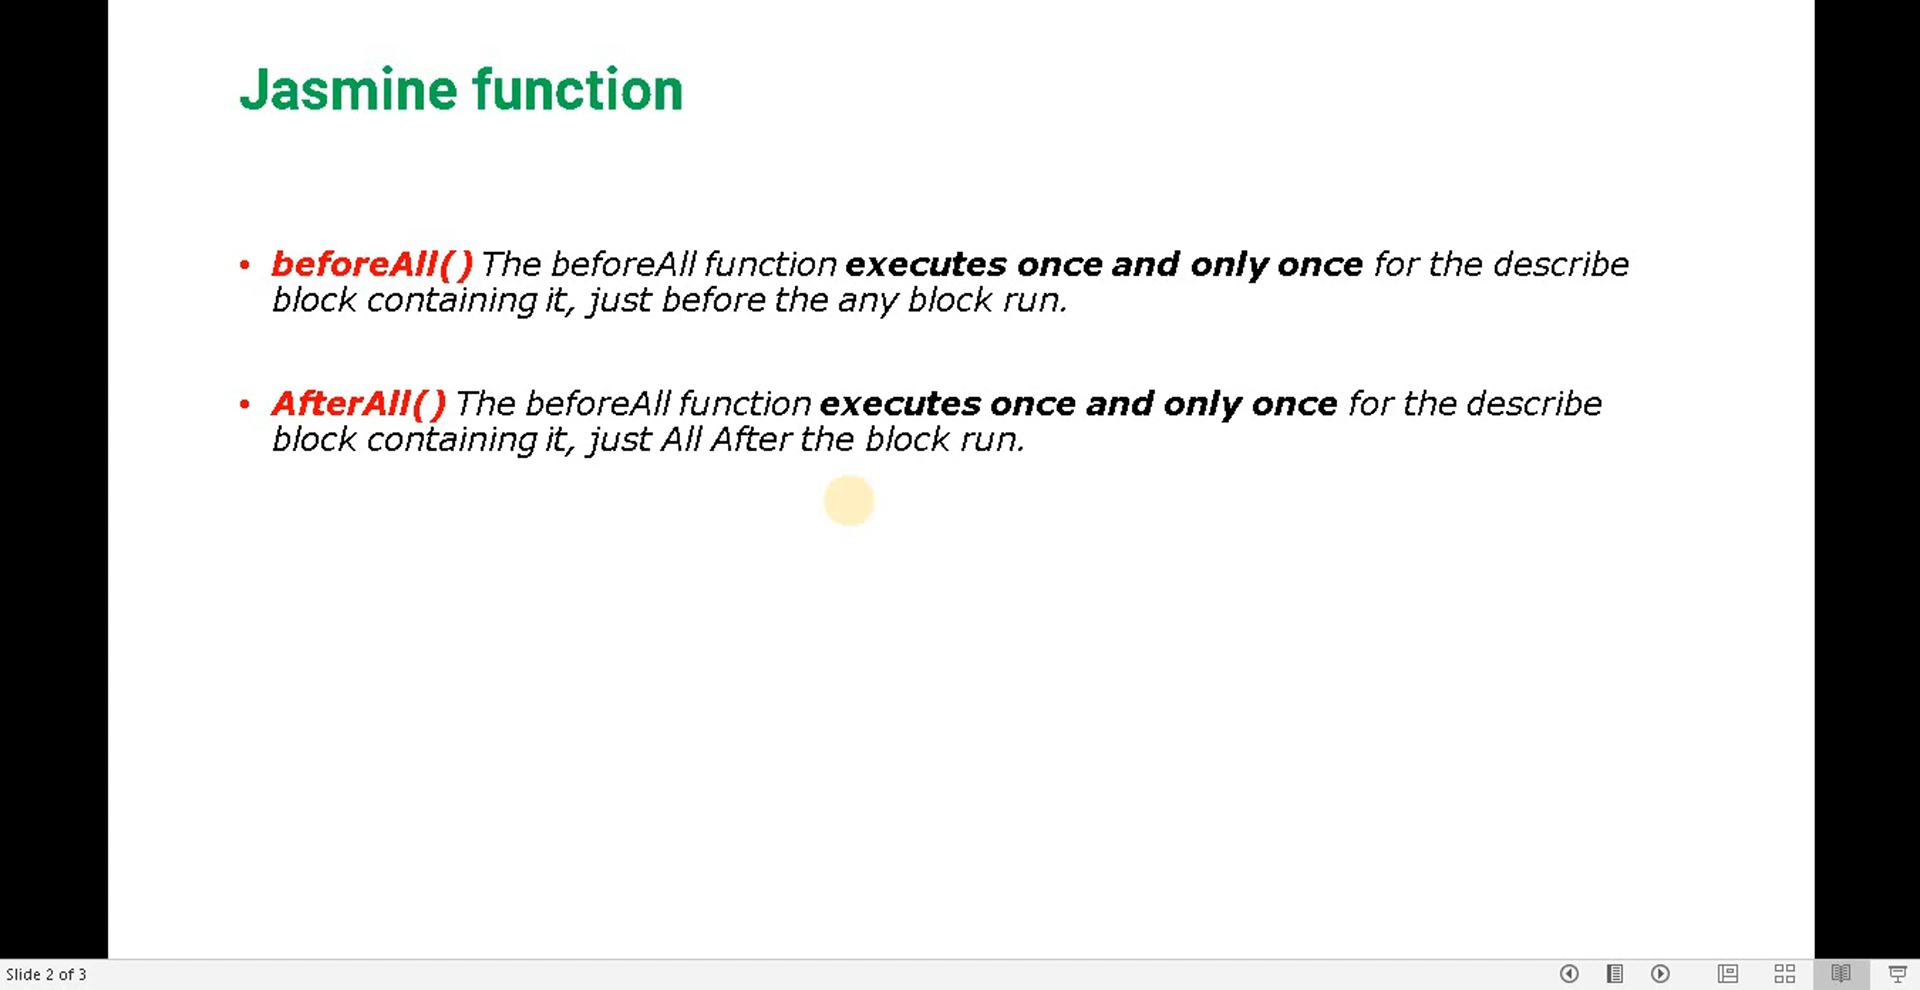 Jasmine function
• beforeAll() The beforeAll function executes once and only once for the describe
block containing it, just before the any block run.
• AfterAll() The beforeAll function executes once and only once for the describe
block containing it, just All After the block run.
Slide 2 of 3